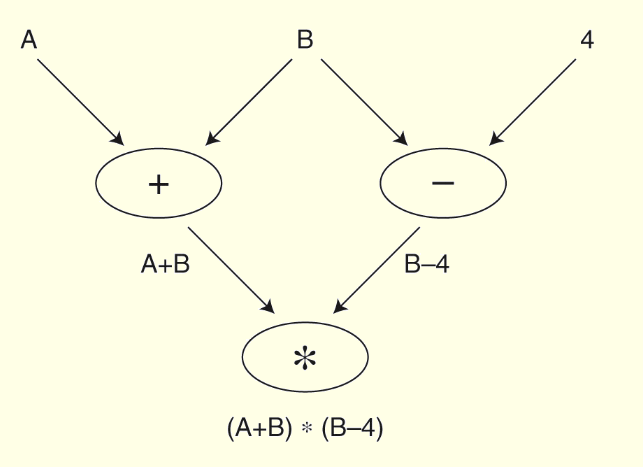 A B 4
+ −
A+B B–4
*
(A+B) * (B–4)